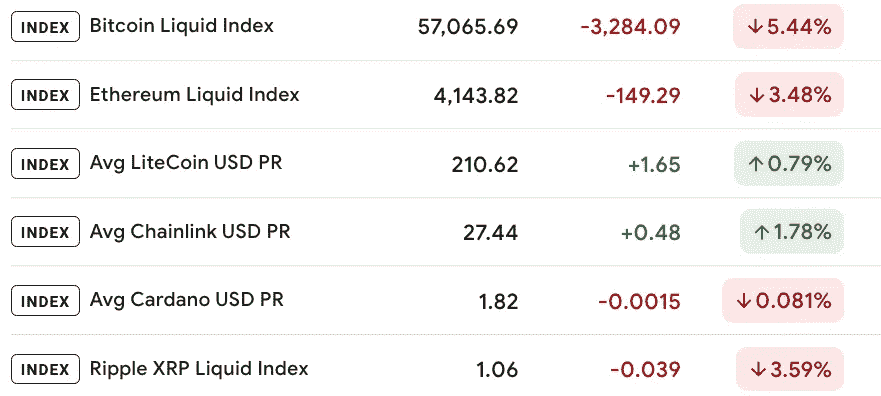 INDEX Bitcoin Liquid Index 57,065.69 -3,284.09 ↓5.44%
INDEX Ethereum Liquid Index 4,143.82 -149.29 ↓3.48%
INDEX Avg LiteCoin USD PR 210.62 +1.65 ↑0.79%
INDEX Avg Chainlink USD PR 27.44 +0.48 ↑1.78%
INDEX Avg Cardano USD PR 1.82 -0.0015 ↓0.081%
INDEX Ripple XRP Liquid Index 1.06 -0.039 ↓3.59%